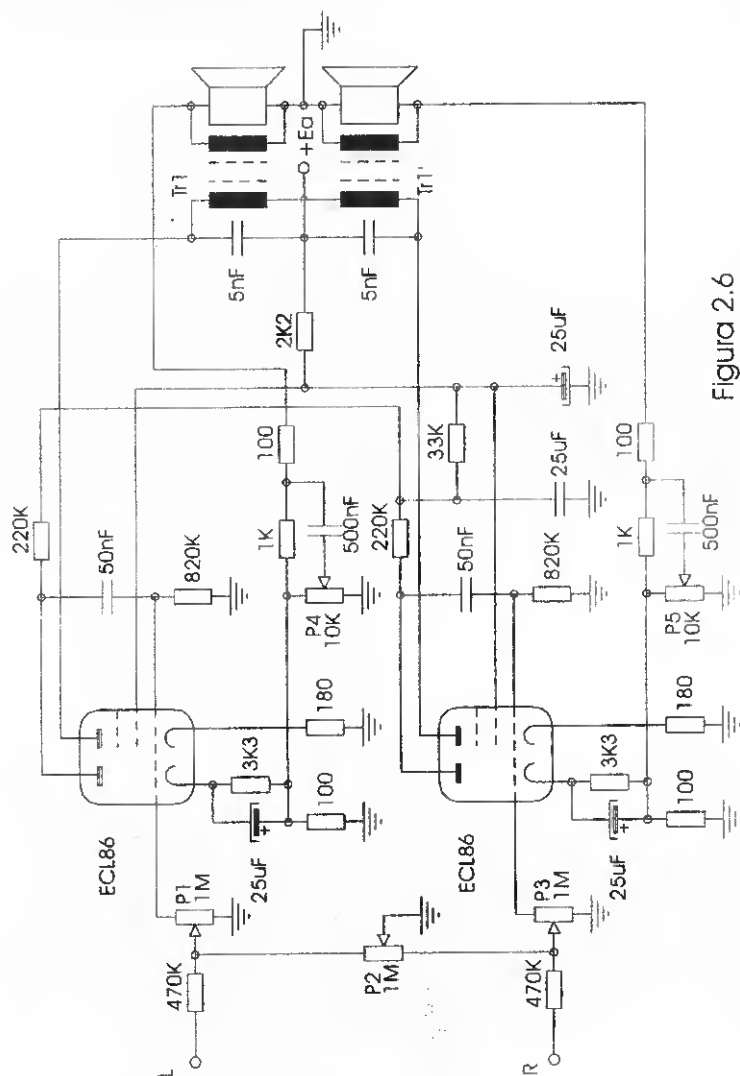 Tr1
+Ea
Tr1'
5nF
5nF
2K2
25uF
220K
100
33K
25uF
100
50nF
1K
500nF
220K
50nF
1K
500nF
820K
P4
10K
820K
P5
10K
180
180
3K3
3K3
100
100
ECL86
25uF
ECL86
25uF
P1
1M
P3
1M
470K
P2
1M
470K
R
Figura 2.6